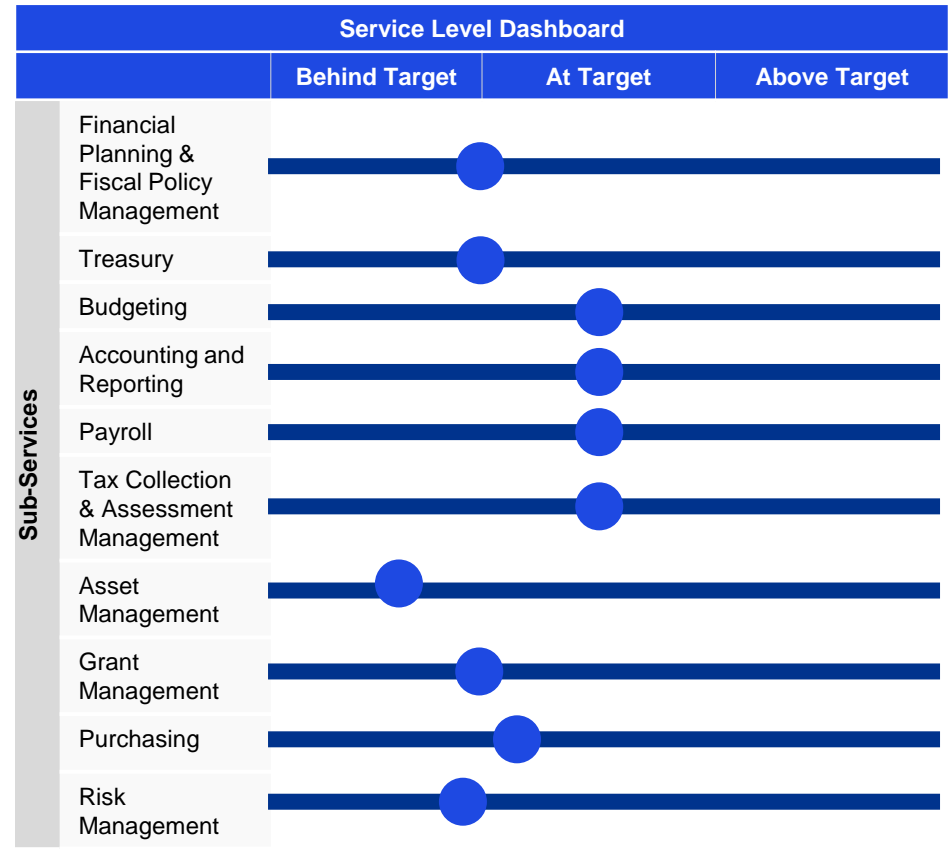 Service Level Dashboard
Behind Target
At Target
Above Target
Sub-Services
Financial
Planning &
Fiscal Policy
Management
Treasury
Budgeting
Accounting and
Reporting
Payroll
Tax Collection
& Assessment
Management
Asset
Management
Grant
Management
Purchasing
Risk
Management